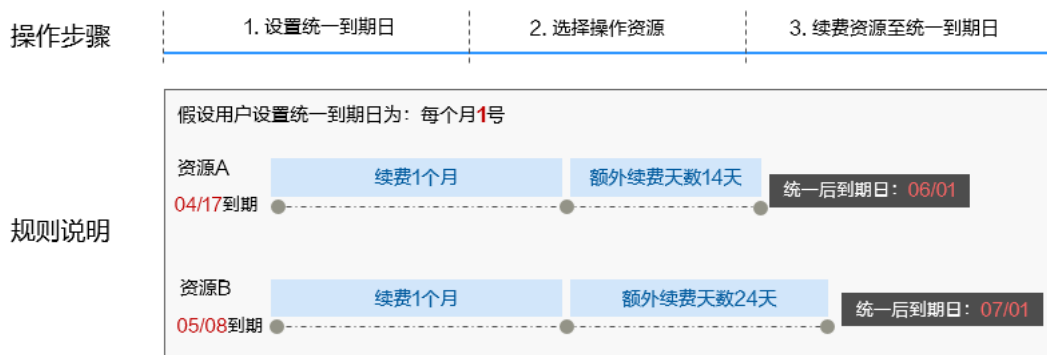 操作步骤
1. 设置统一到期日
2. 选择操作资源
3. 续费资源至统一到期日
规则说明
假设用户设置统一到期日为：每个月1号
资源A
04/17到期
续费1个月
额外续费天数14天
统一后到期日：06/01
资源B
05/08到期
续费1个月
额外续费天数24天
统一后到期日：07/01